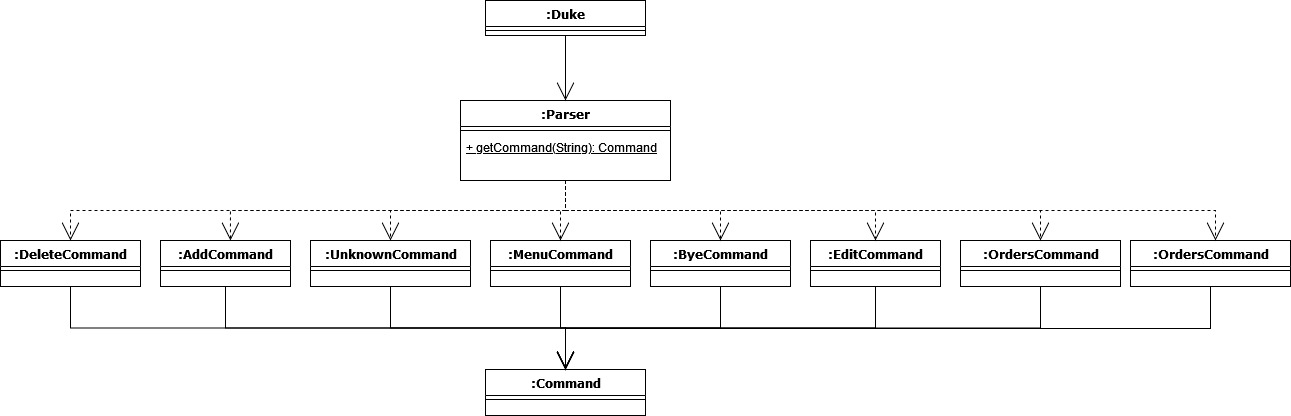 :Duke
:Parser
+ getCommand(String): Command
:DeleteCommand
:AddCommand
:UnknownCommand
:MenuCommand
:ByeCommand
:EditCommand
:OrdersCommand
:OrdersCommand
:Command